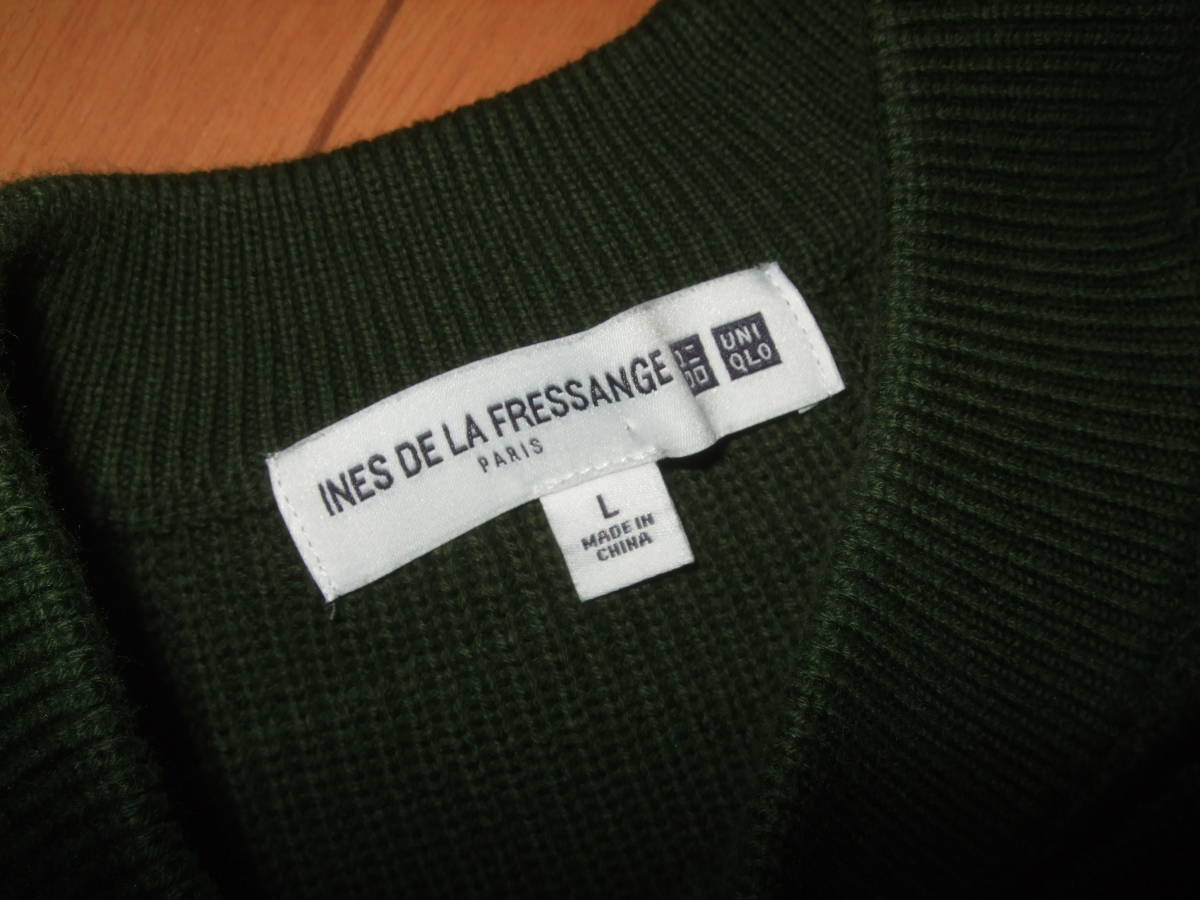 INES DE LA FRESSANGE
PARIS
UNI
QLO
L
MADE IN
CHINA